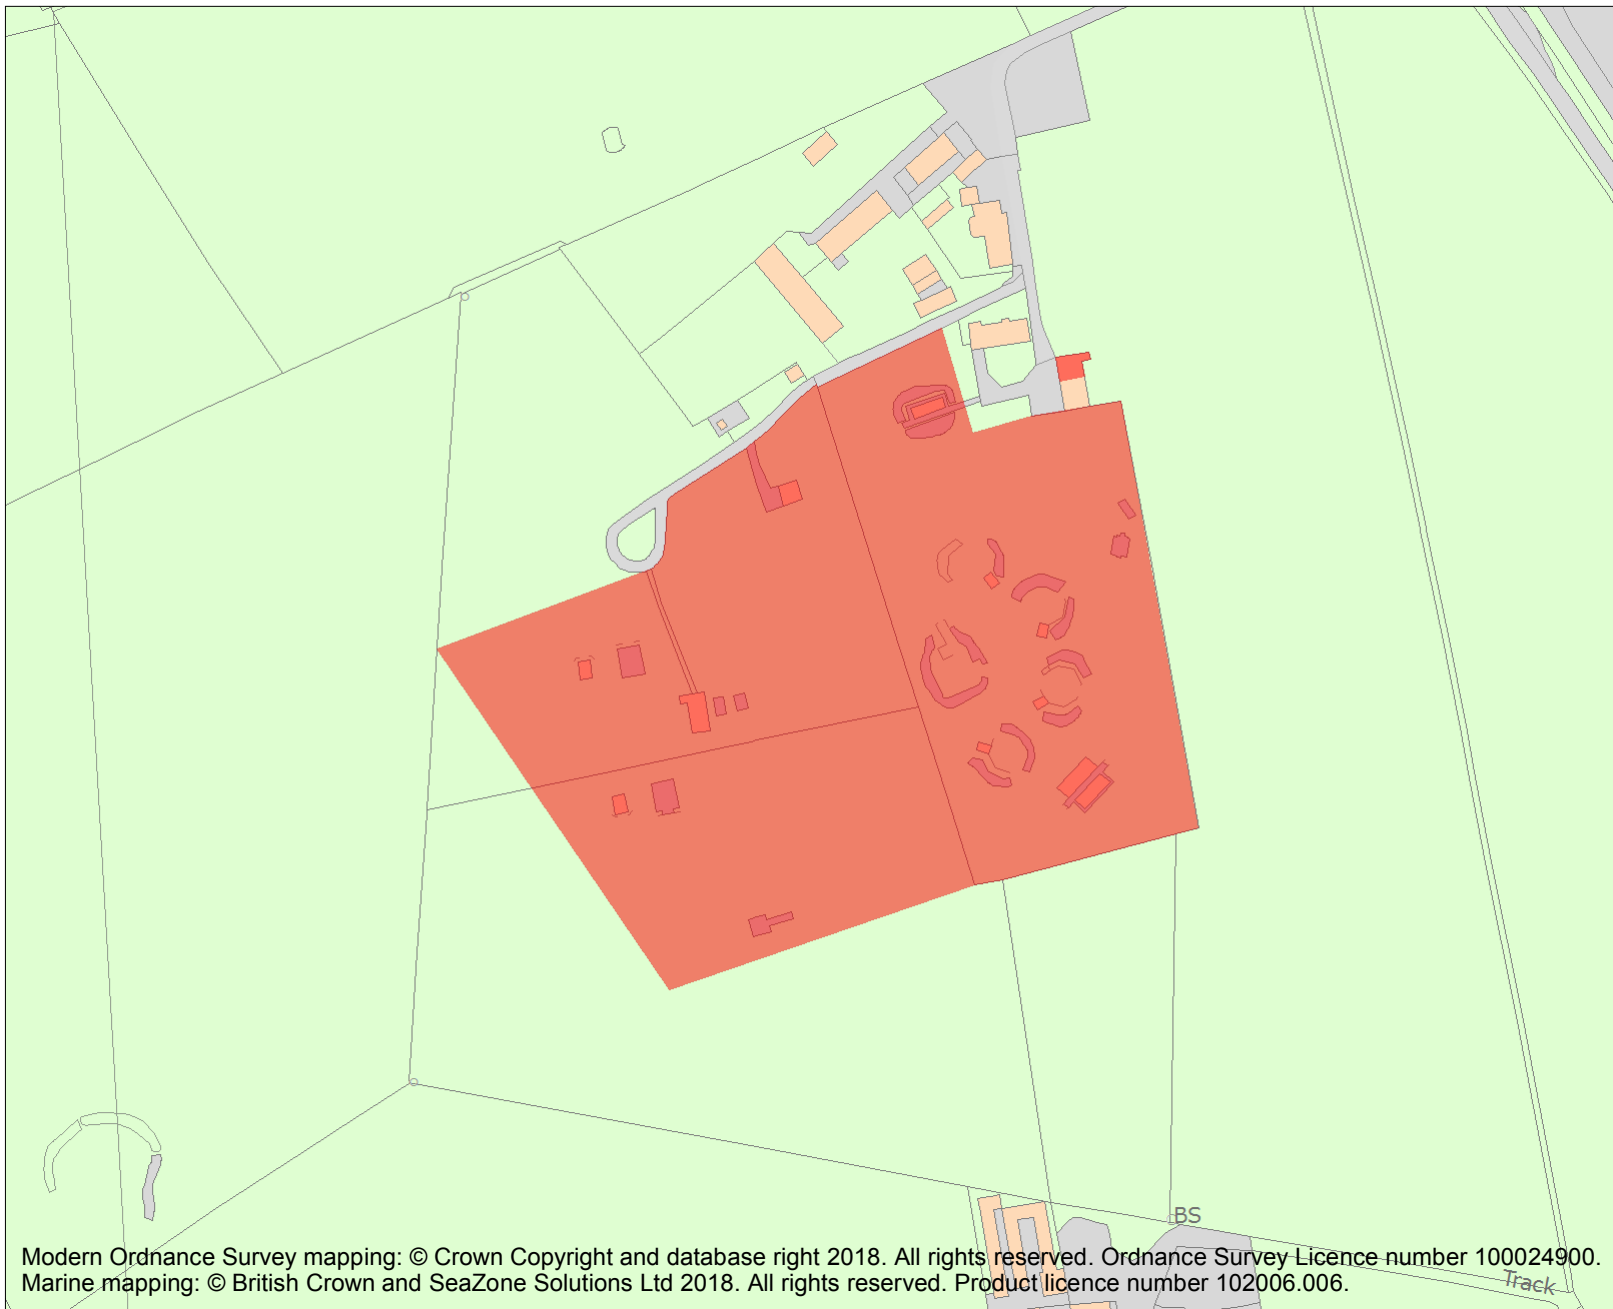 BS
Modern Ordnance Survey mapping: © Crown Copyright and database right 2018. All rights reserved. Ordnance Survey Licence number 100024900.
Marine mapping: © British Crown and SeaZone Solutions Ltd 2018. All rights reserved. Product licence number 102006.006.
Track